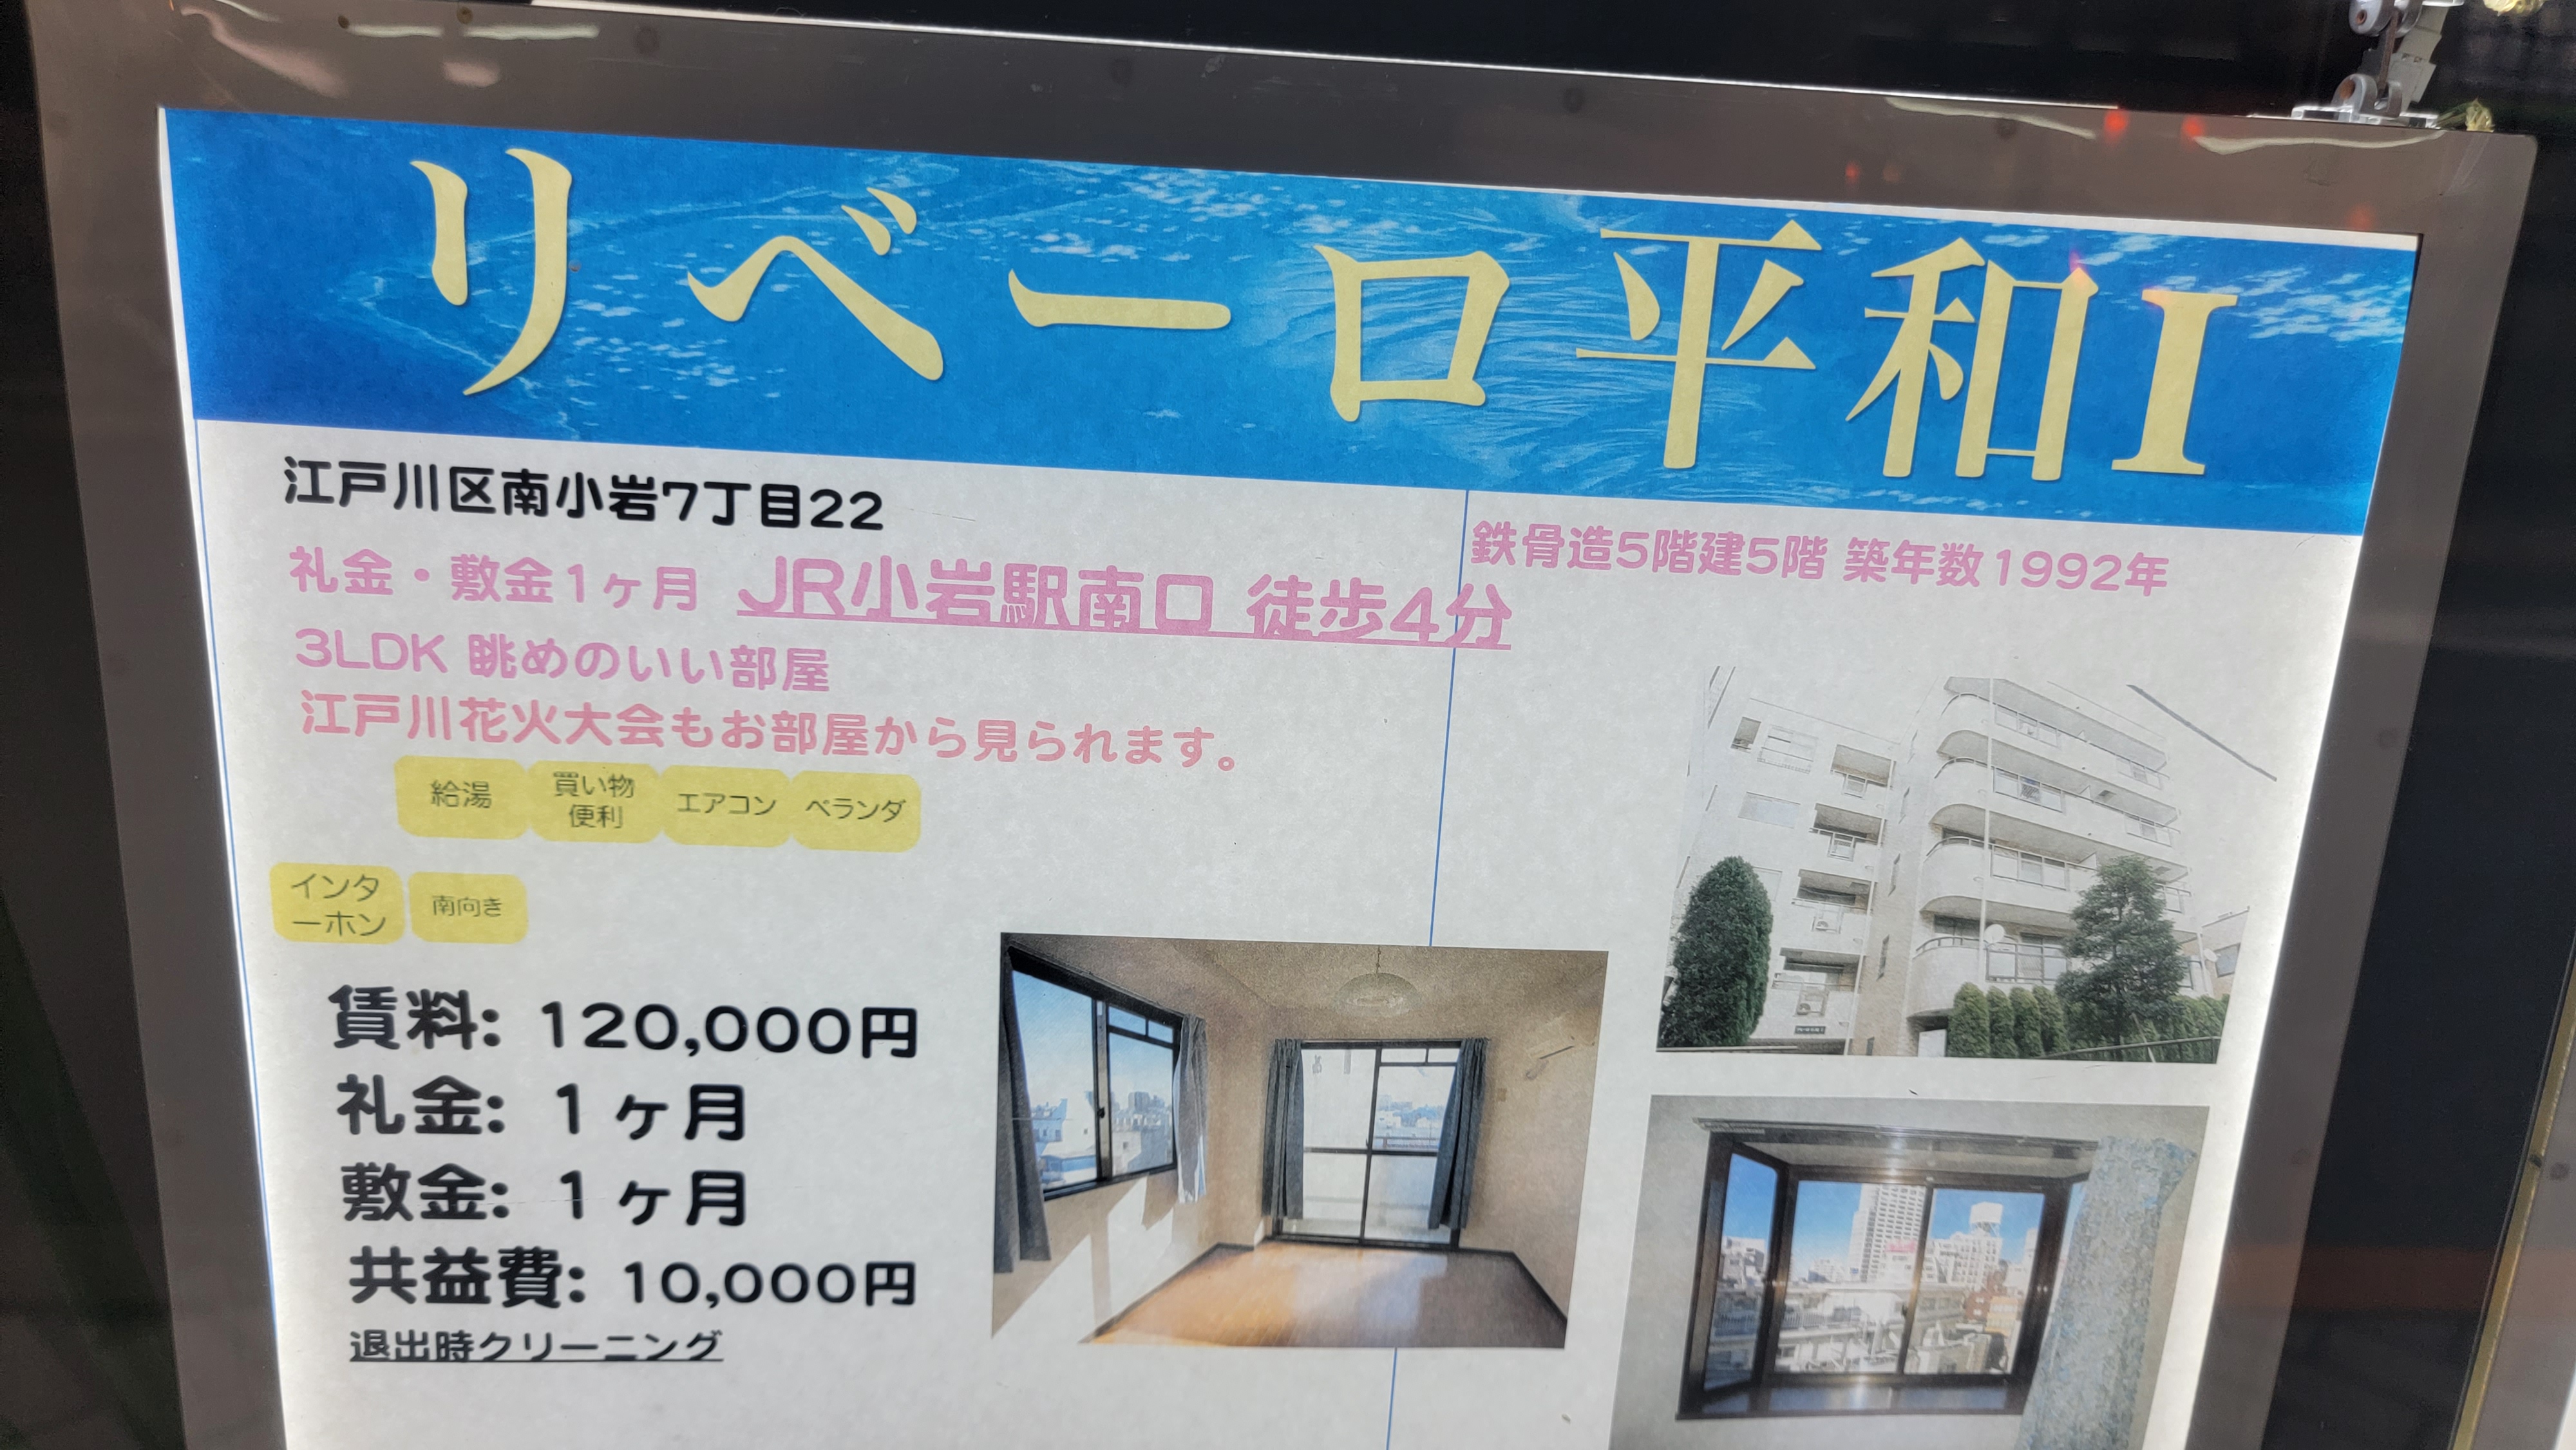 リベーロ平和I
江戸川区南小岩7丁目22
礼金・敷金1ヶ月 JR小岩駅南口 徒歩4分
鉄骨造5階建5階 築年数1992年
3LDK 眺めのいい部屋
江戸川花火大会もお部屋から見られます。
給湯
買い物
便利
エアコン
ベランダ
インタ
ーホン
南向き
賃料: 120,000円
礼金: 1ヶ月
敷金: 1ヶ月
共益費: 10,000円
退出時クリーニング